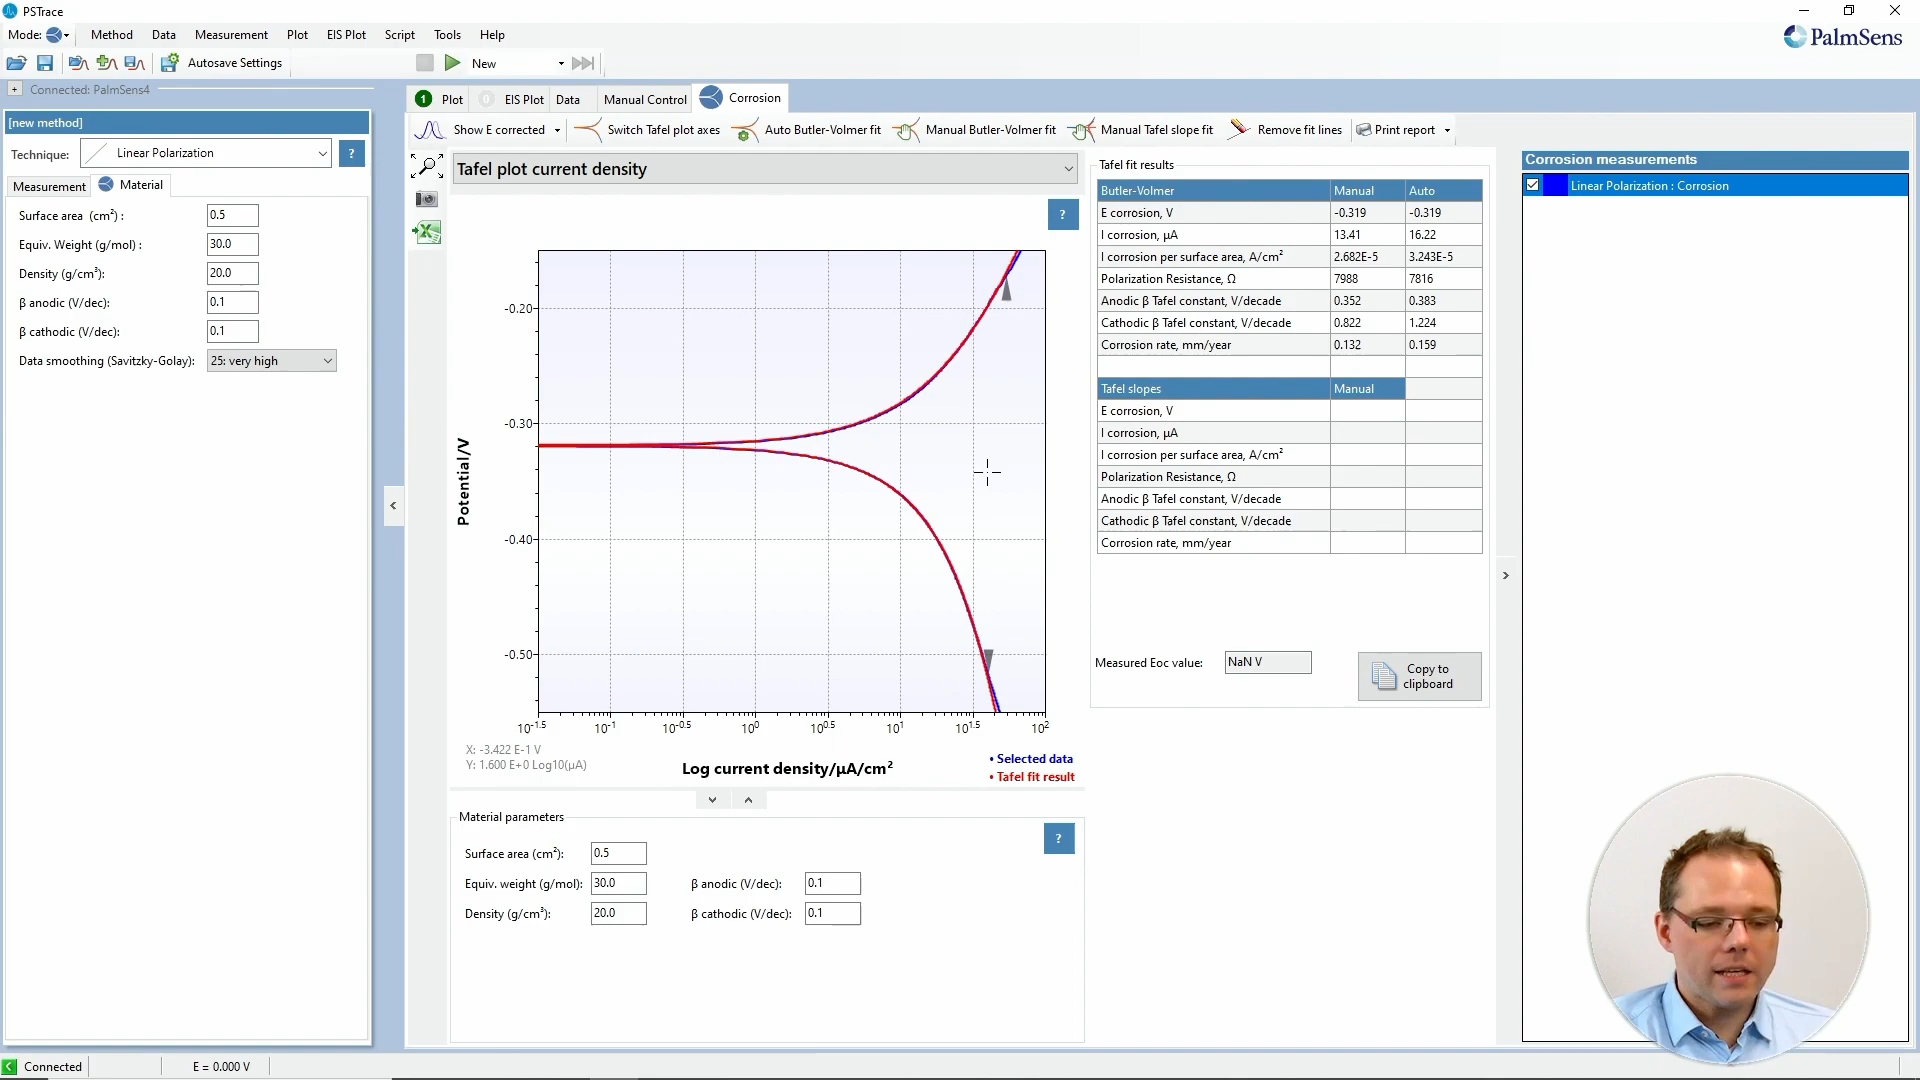 PSTrace
Mode:
Method Data Measurement Plot EIS Plot Script Tools Help
PalmSens
Autosave Settings
New
Connected: PalmSens4
[new method]
Technique: Linear Polarization ?
Measurement Material
Surface area (cm²) : 0.5
Equiv. Weight (g/mol) : 30.0
Density (g/cm³): 20.0
β anodic (V/dec): 0.1
β cathodic (V/dec): 0.1
Data smoothing (Savitzky-Golay): 25: very high
1 Plot 0 EIS Plot Data Manual Control Corrosion
Show E corrected Switch Tafel plot axes Auto Butler-Volmer fit Manual Butler-Volmer fit Manual Tafel slope fit Remove fit lines Print report
Tafel plot current density
?
Potential/V
-0.20
-0.30
-0.40
-0.50
10^-1.5 10^-1 10^-0.5 10^0 10^0.5 10^1 10^1.5 10^2
X: -3.422 E-1 V
Y: 1.600 E+0 Log10(µA)
Log current density/µA/cm²
• Selected data
• Tafel fit result
Material parameters
?
Surface area (cm²): 0.5
Equiv. weight (g/mol): 30.0 β anodic (V/dec): 0.1
Density (g/cm³): 20.0 β cathodic (V/dec): 0.1
Tafel fit results
Butler-Volmer Manual Auto
E corrosion, V -0.319 -0.319
I corrosion, µA 13.41 16.22
I corrosion per surface area, A/cm² 2.682E-5 3.243E-5
Polarization Resistance, Ω 7988 7816
Anodic β Tafel constant, V/decade 0.352 0.383
Cathodic β Tafel constant, V/decade 0.822 1.224
Corrosion rate, mm/year 0.132 0.159
Tafel slopes Manual
E corrosion, V
I corrosion, µA
I corrosion per surface area, A/cm²
Polarization Resistance, Ω
Anodic β Tafel constant, V/decade
Cathodic β Tafel constant, V/decade
Corrosion rate, mm/year
Measured Eoc value: NaN V
Copy to
clipboard
Corrosion measurements
Linear Polarization : Corrosion
Connected E = 0.000 V